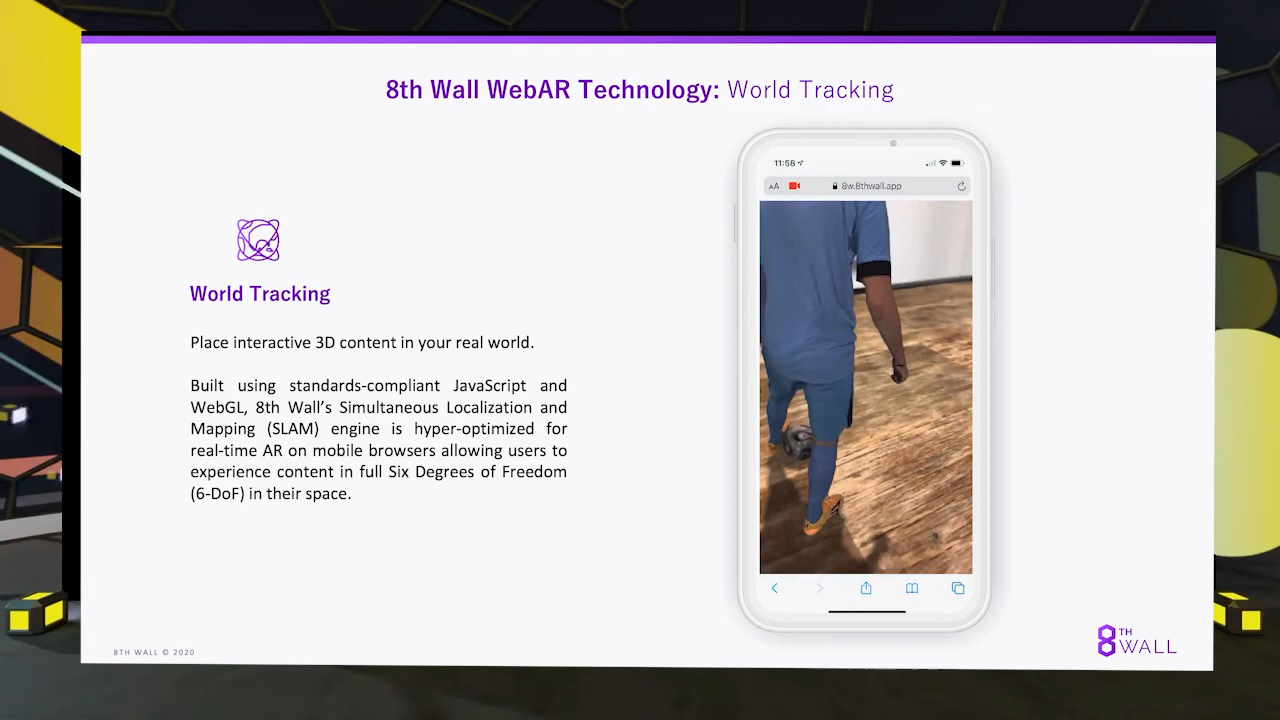 8th Wall WebAR Technology: World Tracking
World Tracking
Place interactive 3D content in your real world.
Built using standards-compliant JavaScript and
WebGL, 8th Wall’s Simultaneous Localization and
Mapping (SLAM) engine is hyper-optimized for
real-time AR on mobile browsers allowing users to
experience content in full Six Degrees of Freedom
(6-DoF) in their space.
11:58
AA 8w.8thwall.app
8TH WALL © 2020
8TH
WALL